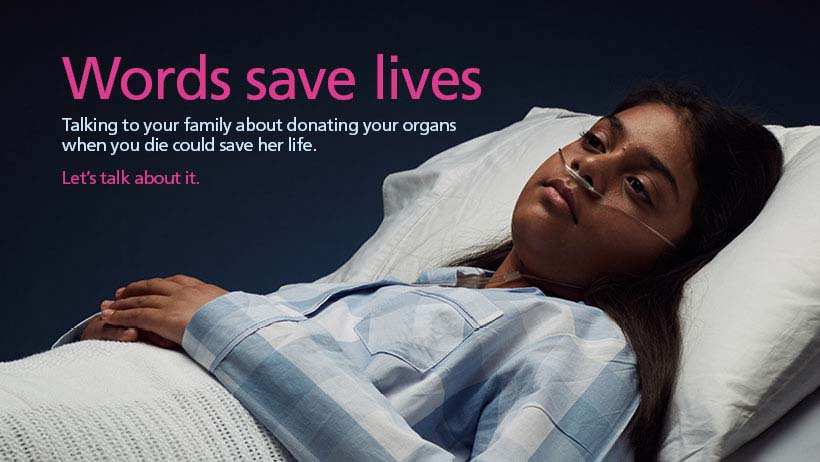 Words save lives
Talking to your family about donating your organs
when you die could save her life.
Let’s talk about it.